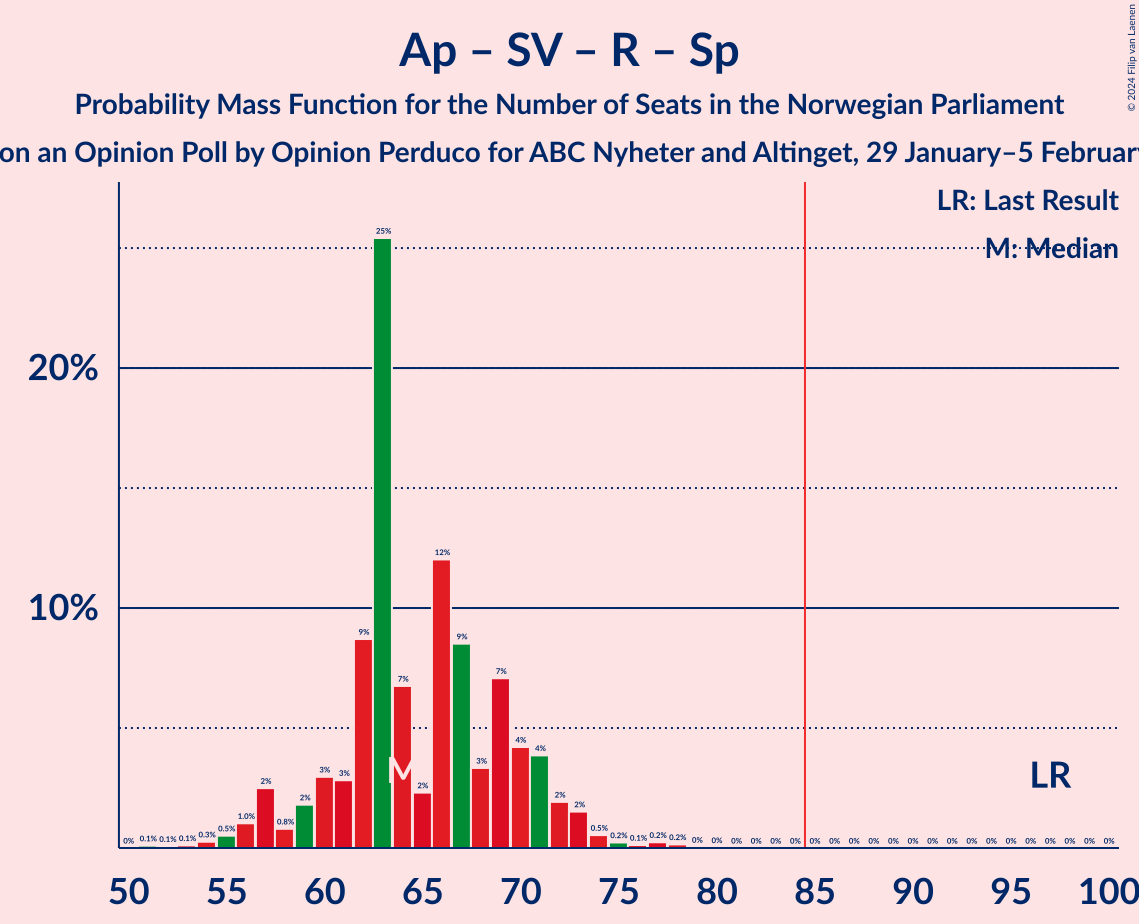 © 2024 Filip van Laenen
Ap – SV – R – Sp
Probability Mass Function for the Number of Seats in the Norwegian Parliament
on an Opinion Poll by Opinion Perduco for ABC Nyheter and Altinget, 29 January–5 February
LR: Last Result
M: Median
25%
20%
12%
10%
9%
9%
7%
7%
M
LR
4%
4%
3%
3%
3%
2%
2%
2%
2%
2%
0% 0.1% 0.1% 0.1% 0.3% 0.5% 1.0% 0.8% 0.5% 0.2% 0.1% 0.2% 0.2% 0% 0% 0% 0% 0% 0% 0% 0% 0% 0% 0% 0% 0% 0% 0% 0% 0% 0% 0% 0% 0% 0%
50 55 60 65 70 75 80 85 90 95 100